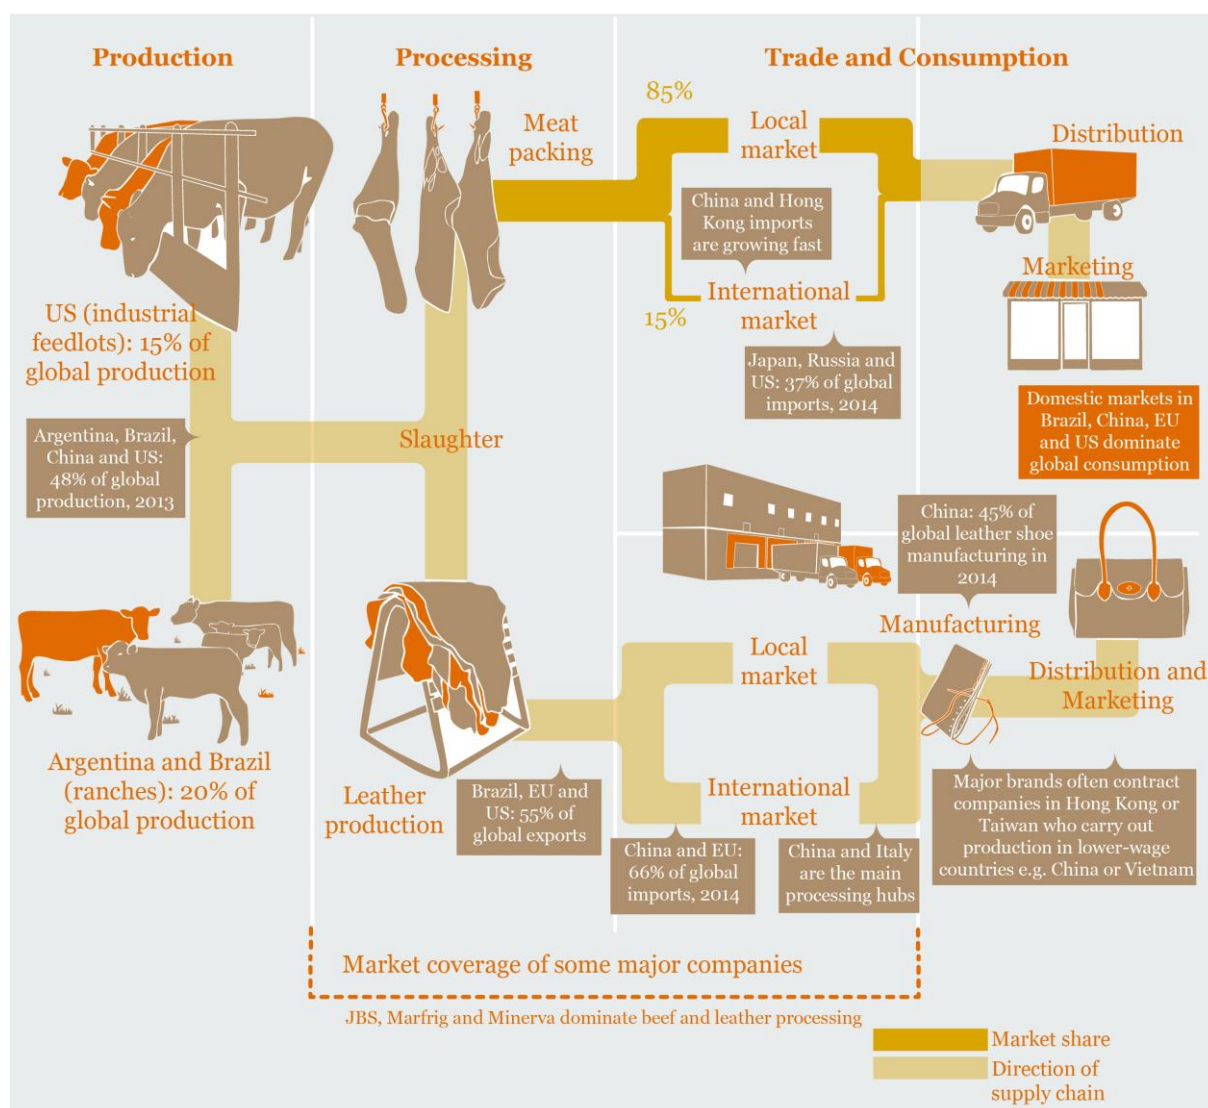 Production
Processing
Trade and Consumption
85%
Meat
packing
Local
market
Distribution
China and Hong
Kong imports
are growing fast
Marketing
International
market
15%
US (industrial
feedlots): 15% of
global production
Japan, Russia and
US: 37% of global
imports, 2014
Domestic markets in
Brazil, China, EU
and US dominate
global consumption
Argentina, Brazil,
China and US:
48% of global
production, 2013
Slaughter
China: 45% of
global leather shoe
manufacturing in
2014
Manufacturing
Local
market
Distribution and
Marketing
Argentina and Brazil
(ranches): 20% of
global production
Leather
production
Brazil, EU and
US: 55% of
global exports
International
market
China and EU:
66% of global
imports, 2014
China and Italy
are the main
processing hubs
Major brands often contract
companies in Hong Kong or
Taiwan who carry out
production in lower-wage
countries e.g. China or Vietnam
Market coverage of some major companies
JBS, Marfrig and Minerva dominate beef and leather processing
Market share
Direction of
supply chain